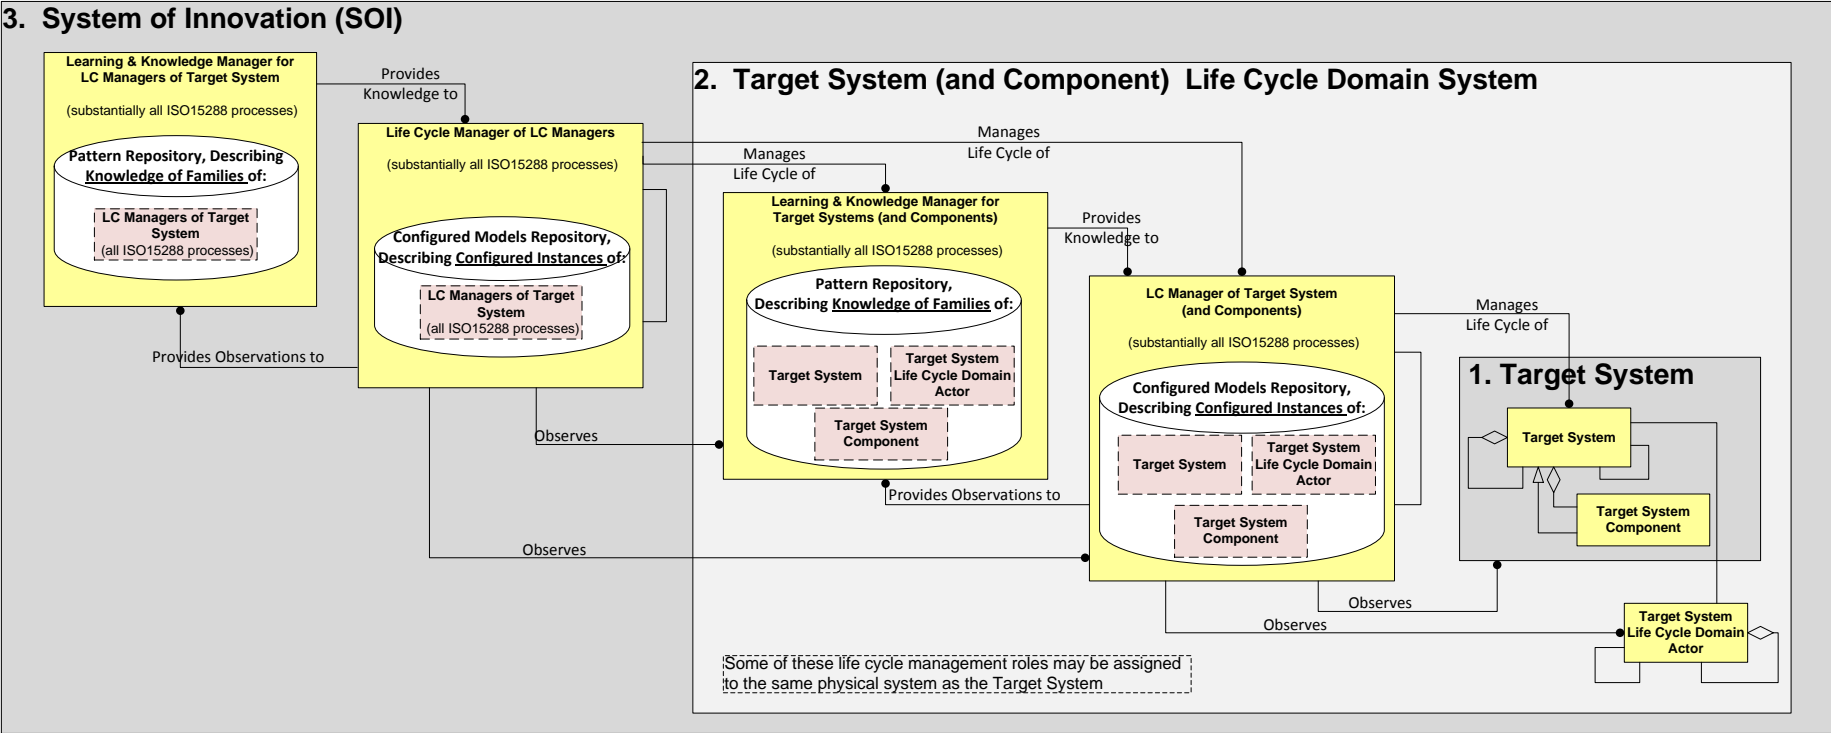 3.  System of Innovation (SOI)
Learning & Knowledge Manager for
LC Managers of Target System
(substantially all ISO15288 processes)
Pattern Repository, Describing
Knowledge of Families of:
LC Managers of Target
System
(all ISO15288 processes)
Provides
Knowledge to
Life Cycle Manager of LC Managers
(substantially all ISO15288 processes)
Configured Models Repository,
Describing Configured Instances of:
LC Managers of Target
System
(all ISO15288 processes)
Provides Observations to
Observes
Observes
2.  Target System (and Component)  Life Cycle Domain System
Manages
Life Cycle of
Manages
Life Cycle of
Learning & Knowledge Manager for
Target Systems (and Components)
(substantially all ISO15288 processes)
Pattern Repository,
Describing Knowledge of Families of:
Target System
Target System
Life Cycle Domain
Actor
Target System
Component
Provides
Knowledge to
Provides Observations to
LC Manager of Target System
(and Components)
(substantially all ISO15288 processes)
Configured Models Repository,
Describing Configured Instances of:
Target System
Target System
Life Cycle Domain
Actor
Target System
Component
Manages
Life Cycle of
1. Target System
Target System
Target System
Component
Observes
Observes
Target System
Life Cycle Domain
Actor
Some of these life cycle management roles may be assigned
to the same physical system as the Target System